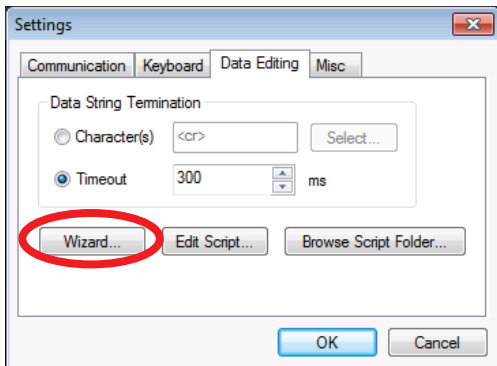 Settings
Communication Keyboard Data Editing Misc
Data String Termination
Character(s) <cr> Select...
Timeout 300 ms
Wizard... Edit Script... Browse Script Folder...
OK Cancel